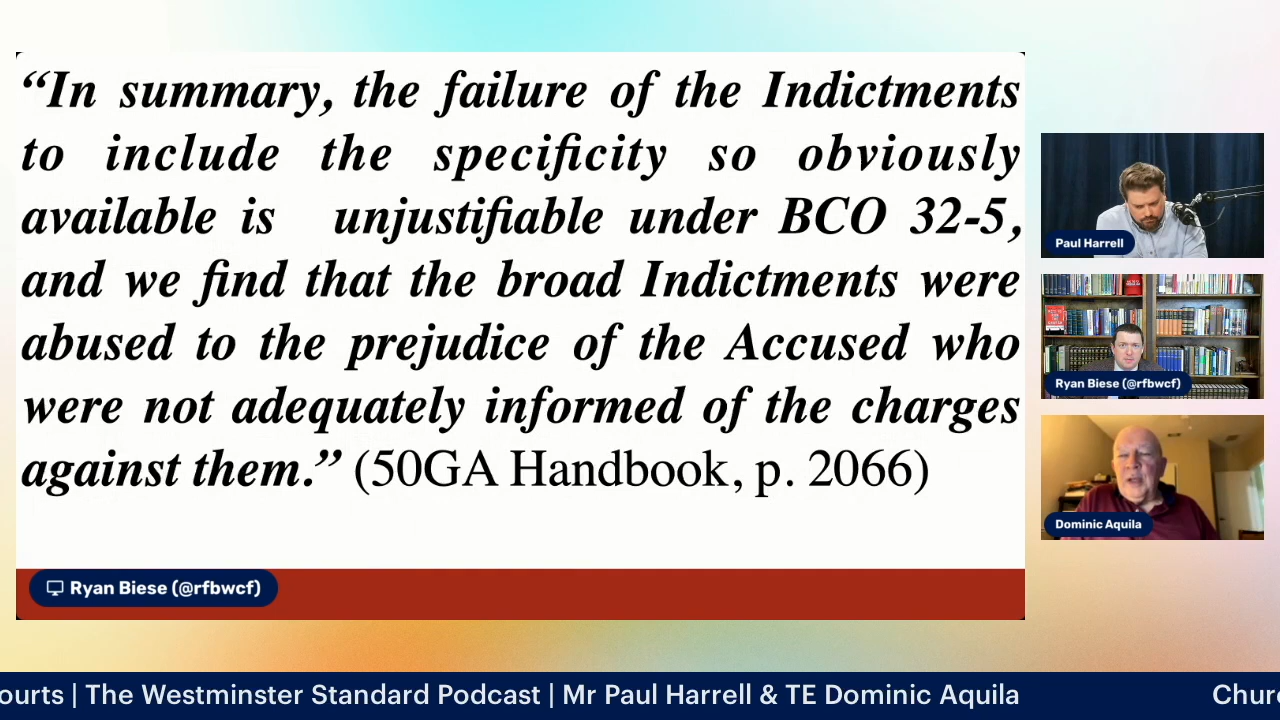 “In summary, the failure of the Indictments
to include the specificity so obviously
available is unjustifiable under BCO 32-5,
and we find that the broad Indictments were
abused to the prejudice of the Accused who
were not adequately informed of the charges
against them.” (50GA Handbook, p. 2066)
Ryan Biese (@rfbwcf)
Paul Harrell
Ryan Biese (@rfbwcf)
Dominic Aquila
ourts | The Westminster Standard Podcast | Mr Paul Harrell & TE Dominic Aquila Churc